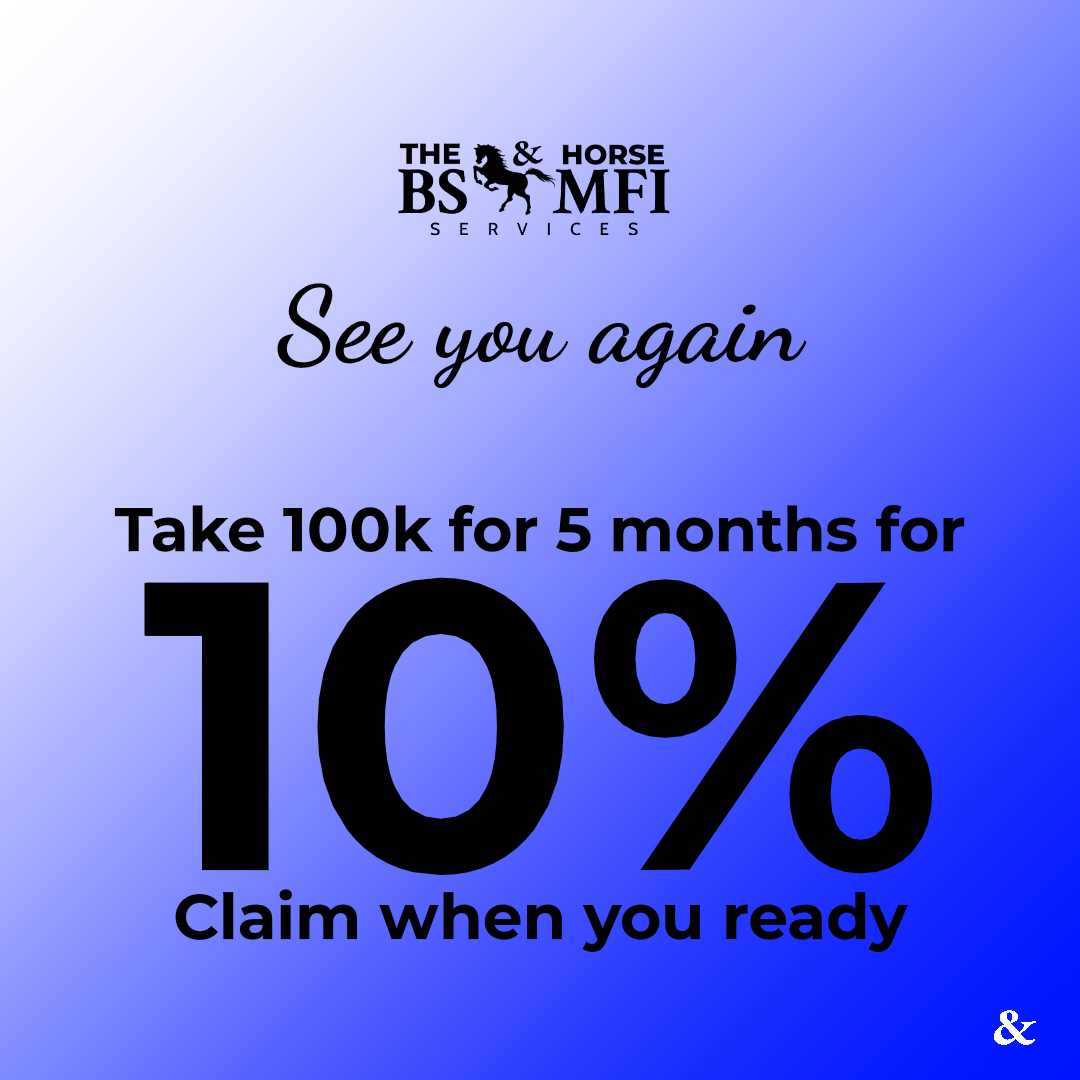 THE & HORSE
BS MFI
SERVICES
See you again
Take 100k for 5 months for
10%
Claim when you ready
&